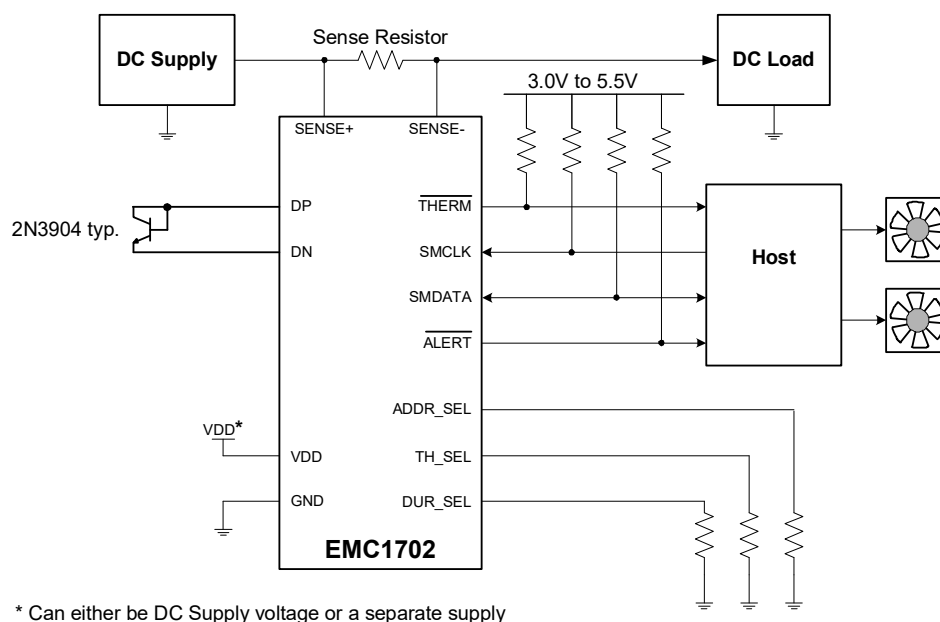 DC Supply
Sense Resistor
DC Load
3.0V to 5.5V
SENSE+
SENSE-
2N3904 typ.
DP
DN
THERM
SMCLK
SMDATA
ALERT
Host
ADDR_SEL
VDD*
VDD
TH_SEL
GND
DUR_SEL
EMC1702
* Can either be DC Supply voltage or a separate supply